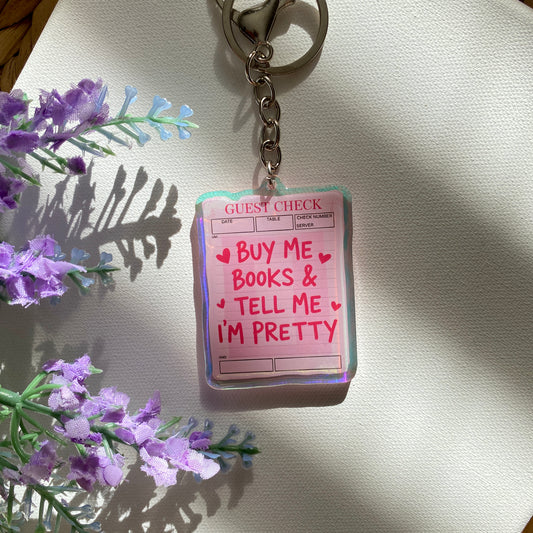 GUEST CHECK
DATE TABLE CHECK NUMBER
SERVER
BUY ME
BOOKS &
TELL ME
I'M PRETTY